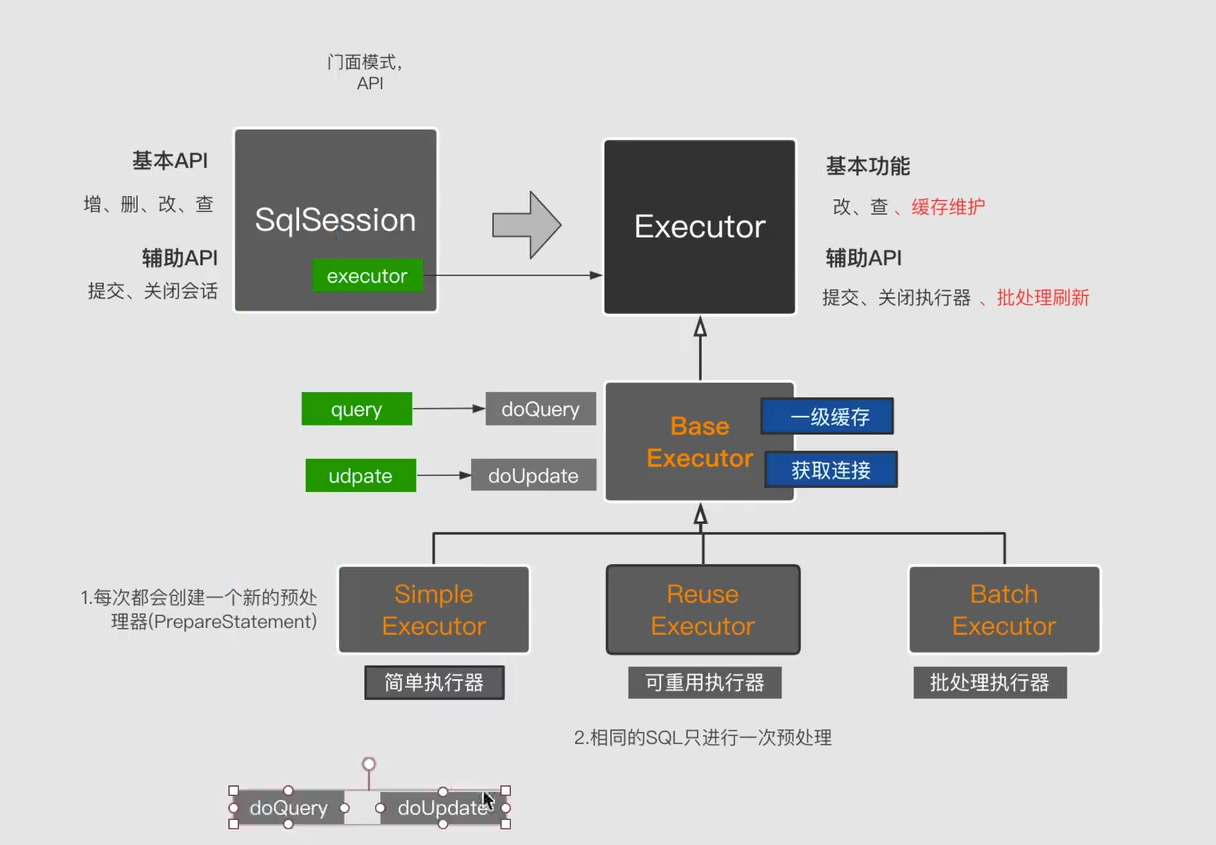 门面模式,
API
基本API
增、删、改、查
辅助API
提交、关闭会话
SqlSession
executor
Executor
基本功能
改、查 、缓存维护
辅助API
提交、关闭执行器 、批处理刷新
query
doQuery
udpate
doUpdate
Base
Executor
一级缓存
获取连接
1.每次都会创建一个新的预处
理器(PrepareStatement)
Simple
Executor
简单执行器
Reuse
Executor
可重用执行器
Batch
Executor
批处理执行器
2.相同的SQL只进行一次预处理
doQuery
doUpdate